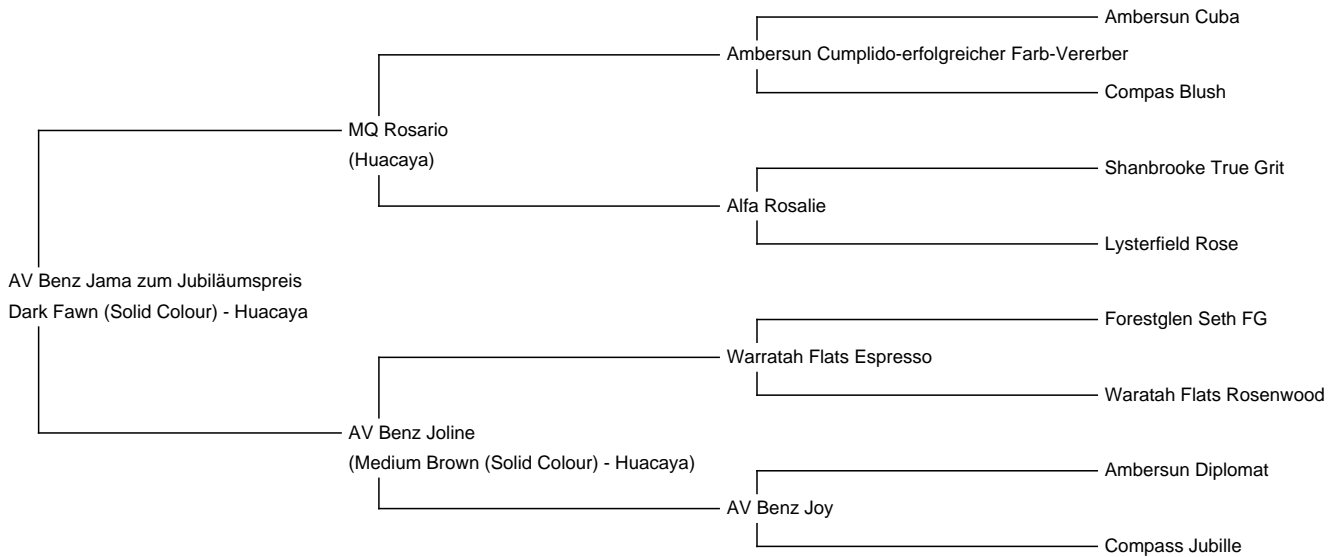 Ambersun Cuba
Ambersun Cumplido-erfolgreicher Farb-Vererber
Compas Blush
MQ Rosario
(Huacaya)
Shanbrooke True Grit
Alfa Rosalie
Lysterfield Rose
AV Benz Jama zum Jubiläumspreis
Dark Fawn (Solid Colour) - Huacaya
Forestglen Seth FG
Warratah Flats Espresso
Waratah Flats Rosenwood
AV Benz Joline
(Medium Brown (Solid Colour) - Huacaya)
Ambersun Diplomat
AV Benz Joy
Compass Jubille